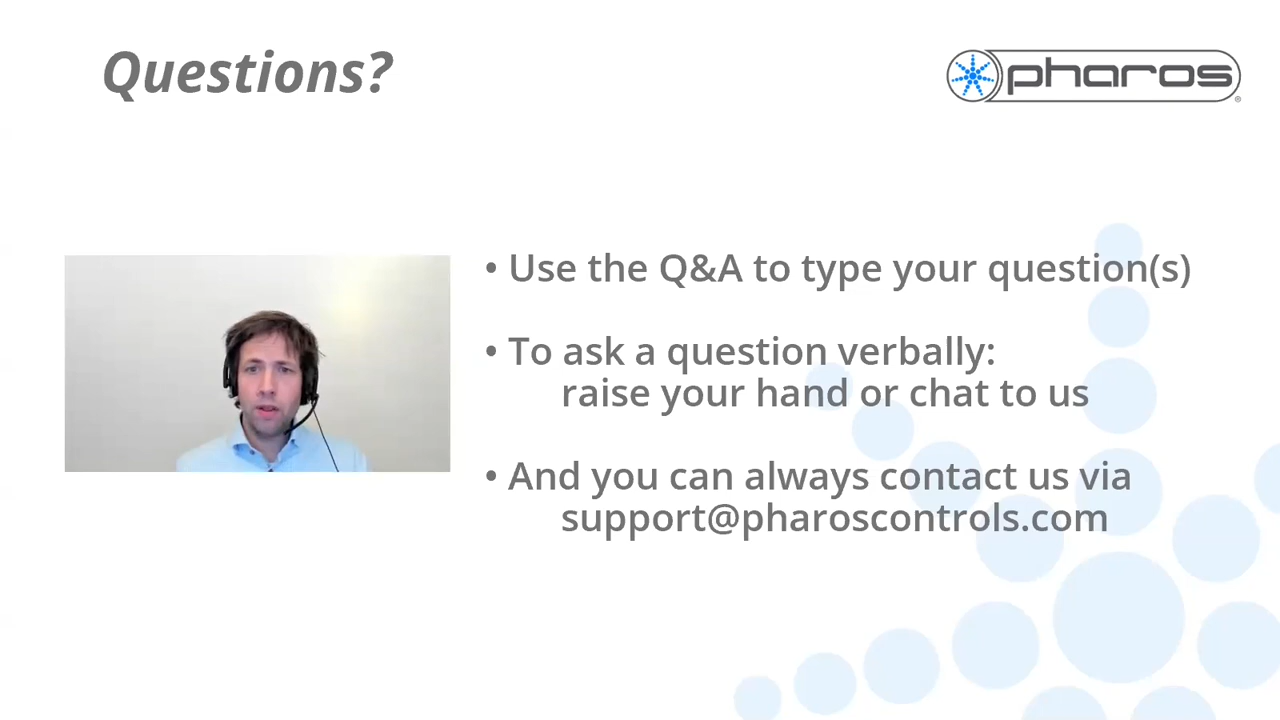 Questions?
pharos®
• Use the Q&A to type your question(s)
• To ask a question verbally:
raise your hand or chat to us
• And you can always contact us via
support@pharoscontrols.com